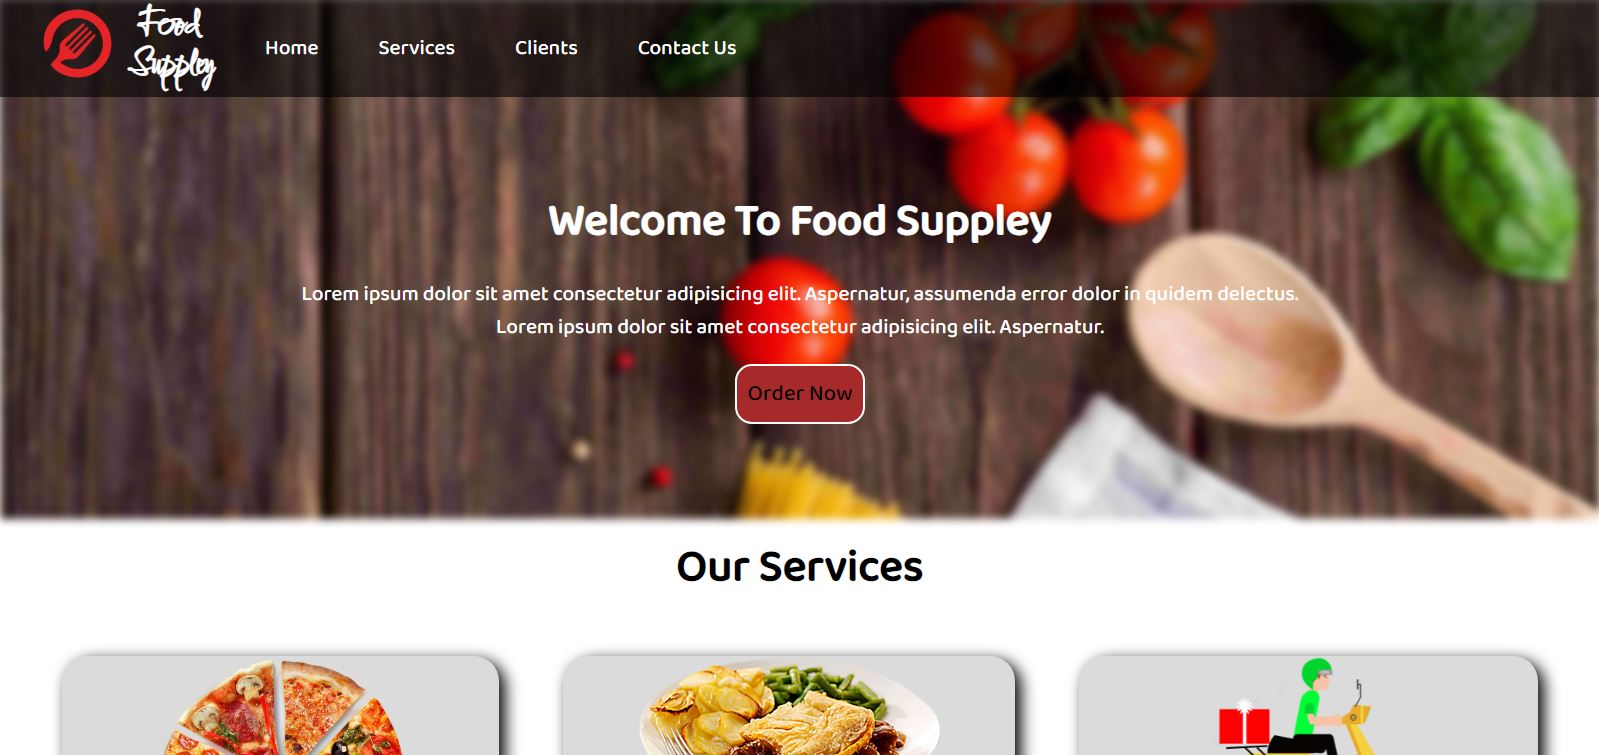 Food
Suppley
Home
Services
Clients
Contact Us
Welcome To Food Suppley
Lorem ipsum dolor sit amet consectetur adipisicing elit. Aspernatur, assumenda error dolor in quidem delectus.
Lorem ipsum dolor sit amet consectetur adipisicing elit. Aspernatur.
Order Now
Our Services